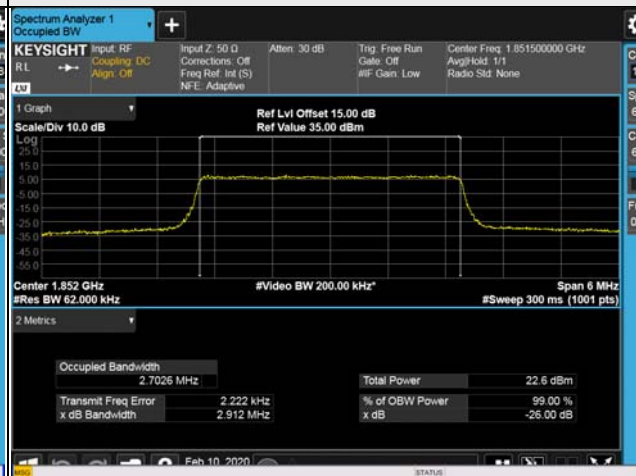 Spectrum Analyzer 1
Occupied BW
+
KEYSIGHT Input: RF Input Z: 50 Ω Atten: 30 dB Trig: Free Run Center Freq: 1.851500000 GHz
RL Coupling: DC Corrections: Off Gate: Off Avg|Hold: 1/1
Align: Off Freq Ref: Int (S) #IF Gain: Low Radio Std: None
LXI NFE: Adaptive
1 Graph
Scale/Div 10.0 dB
Ref Lvl Offset 15.00 dB
Ref Value 35.00 dBm
Log
25.0
15.0
5.00
-5.00
-15.0
-25.0
-35.0
-45.0
-55.0
Center 1.852 GHz #Video BW 200.00 kHz* Span 6 MHz
#Res BW 62.000 kHz #Sweep 300 ms (1001 pts)
2 Metrics
Occupied Bandwidth
2.7026 MHz Total Power 22.6 dBm
Transmit Freq Error 2.222 kHz % of OBW Power 99.00 %
x dB Bandwidth 2.912 MHz x dB -26.00 dB
Feb 10, 2020
MSG STATUS